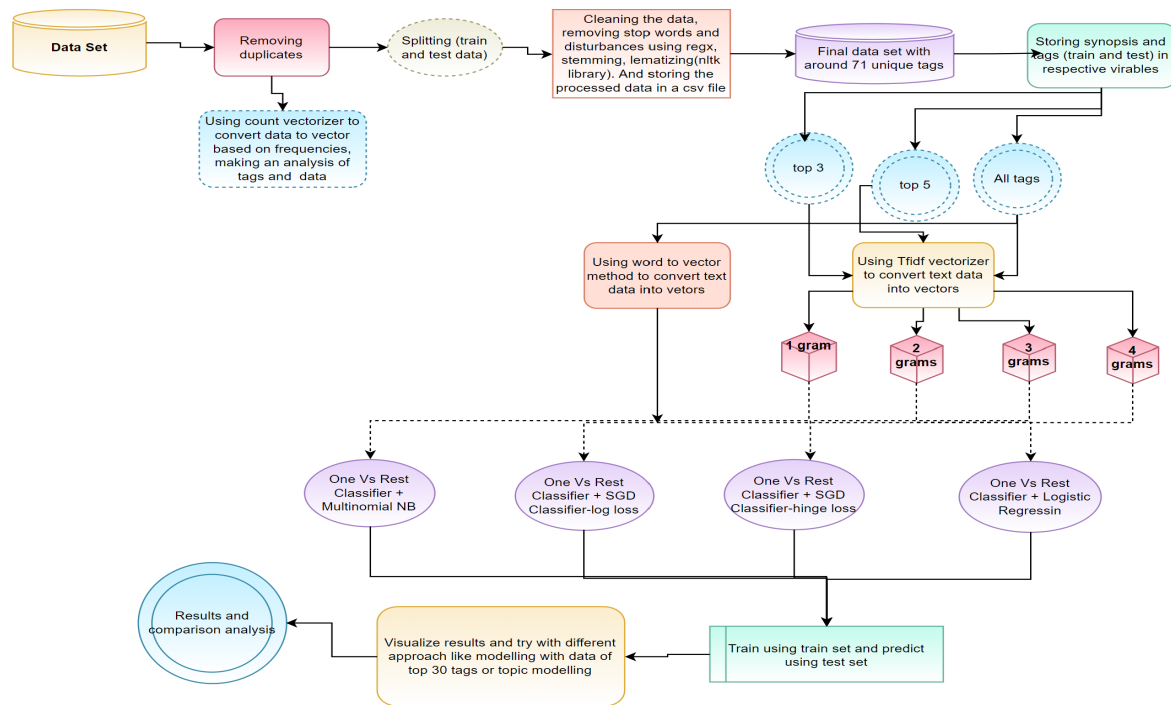 Data Set
Removing
duplicates
Splitting (train
and test data)
Cleaning the data,
removing stop words and
disturbances using regx,
stemming, lematizing(nltk
library). And storing the
processed data in a csv file
Final data set with
around 71 unique tags
Storing synopsis and
tags (train and test) in
respective virables
Using count vectorizer to
convert data to vector
based on frequencies,
making an analysis of
tags and data
top 3
top 5
All tags
Using word to vector
method to convert text
data into vetors
Using Tfidf vectorizer
to convert text data
into vectors
1 gram
2
grams
3
grams
4
grams
One Vs Rest
Classifier +
Multinomial NB
One Vs Rest
Classifier + SGD
Classifier-log loss
One Vs Rest
Classifier + SGD
Classifier-hinge loss
One Vs Rest
Classifier + Logistic
Regressin
Results and
comparison analysis
Visualize results and try with different
approach like modelling with data of
top 30 tags or topic modelling
Train using train set and predict
using test set